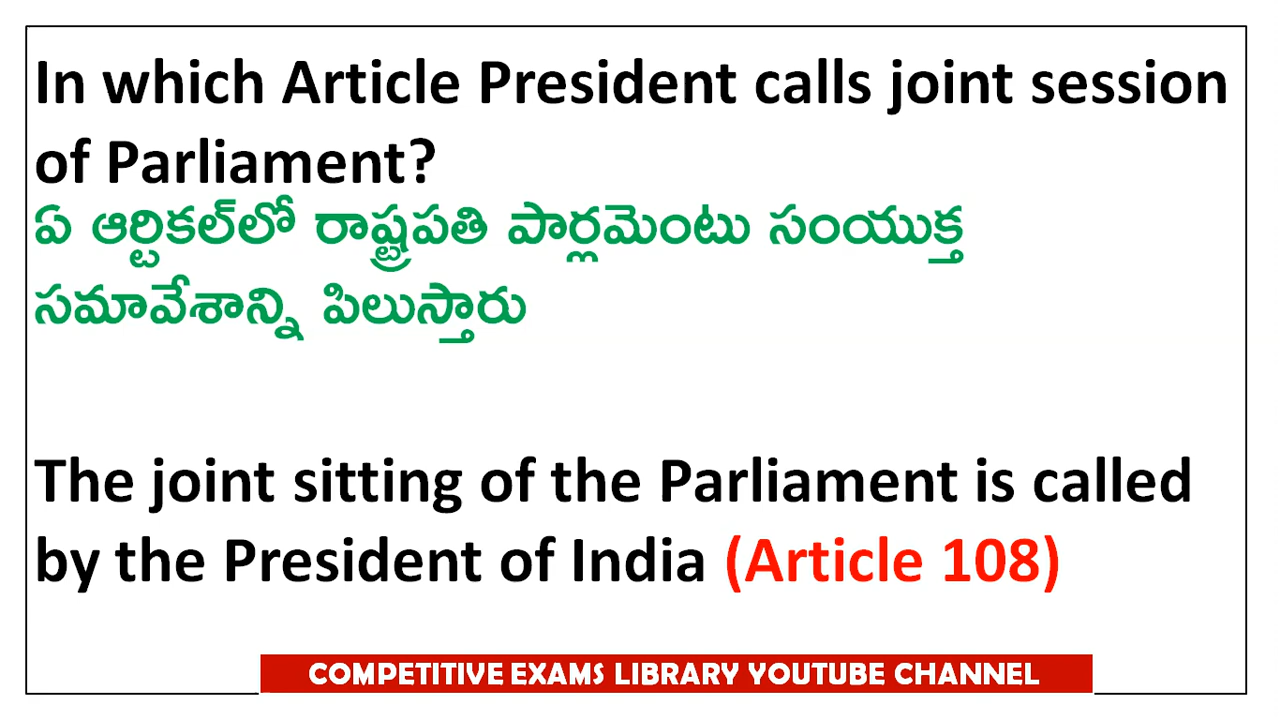 In which Article President calls joint session
of Parliament?
ఏ ఆర్టికల్‌లో రాష్ట్రపతి పార్లమెంటు సంయుక్త
సమావేశాన్ని పిలుస్తారు
The joint sitting of the Parliament is called
by the President of India (Article 108)
COMPETITIVE EXAMS LIBRARY YOUTUBE CHANNEL